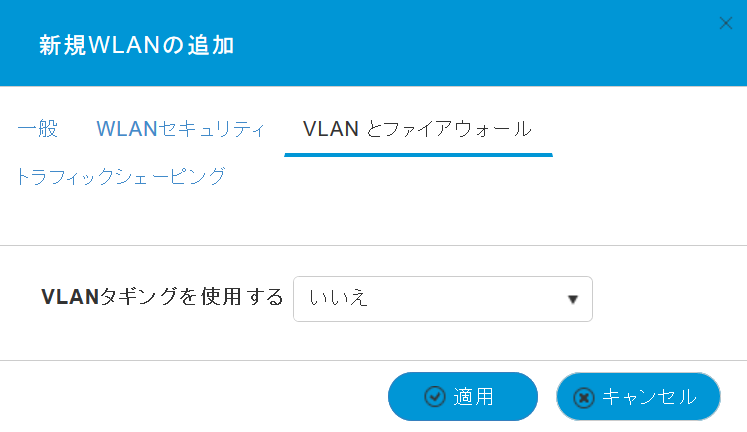 新規WLANの追加
一般 WLANセキュリティ VLAN とファイアウォール
トラフィックシェーピング
VLANタギングを使用する いいえ
適用 キャンセル